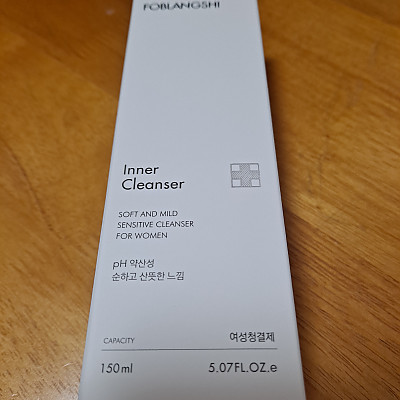 FOBLANGSHI
Inner
Cleanser
SOFT AND MILD
SENSITIVE CLEANSER
FOR WOMEN
pH 약산성
순하고 산뜻한 느낌
CAPACITY 여성청결제
150ml 5.07FL.OZ.e